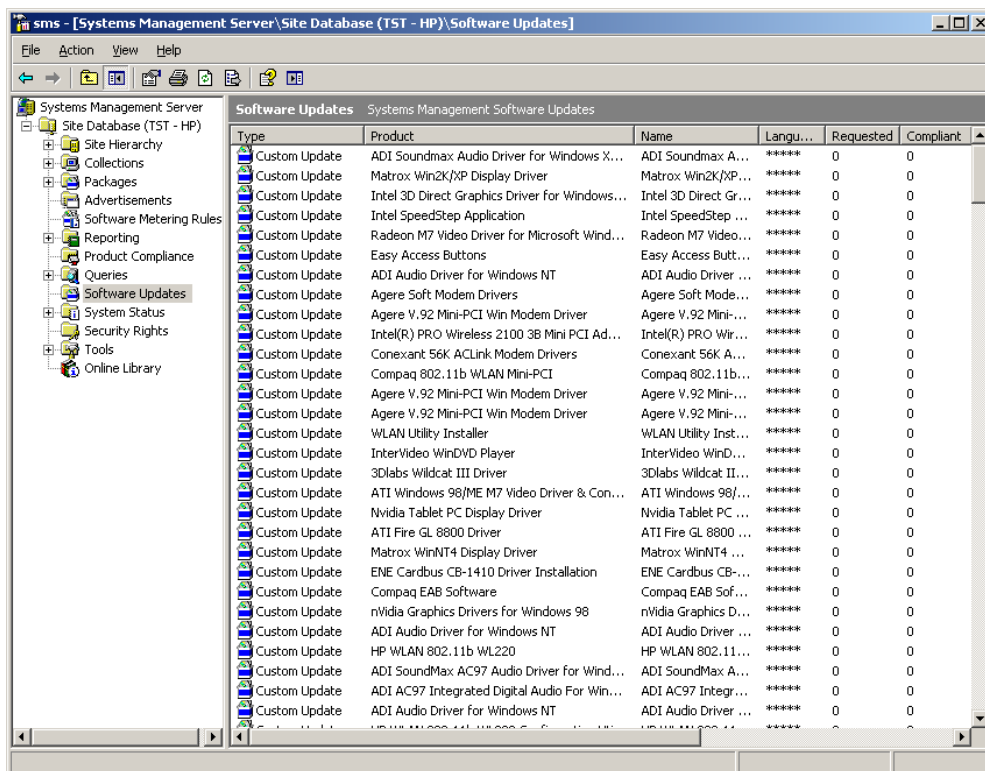 sms - [Systems Management Server\Site Database (TST - HP)\Software Updates]
File Action View Help
Systems Management Server
Site Database (TST - HP)
Site Hierarchy
Collections
Packages
Advertisements
Software Metering Rules
Reporting
Product Compliance
Queries
Software Updates
System Status
Security Rights
Tools
Online Library
Software Updates Systems Management Software Updates
Type Product Name Langu... Requested Compliant
Custom Update ADI Soundmax Audio Driver for Windows X... ADI Soundmax A... ***** 0 0
Custom Update Matrox Win2K/XP Display Driver Matrox Win2K/XP... ***** 0 0
Custom Update Intel 3D Direct Graphics Driver for Windows... Intel 3D Direct Gr... ***** 0 0
Custom Update Intel SpeedStep Application Intel SpeedStep ... ***** 0 0
Custom Update Radeon M7 Video Driver for Microsoft Wind... Radeon M7 Video... ***** 0 0
Custom Update Easy Access Buttons Easy Access Butt... ***** 0 0
Custom Update ADI Audio Driver for Windows NT ADI Audio Driver ... ***** 0 0
Custom Update Agere Soft Modem Drivers Agere Soft Mode... ***** 0 0
Custom Update Agere V.92 Mini-PCI Win Modem Driver Agere V.92 Mini-... ***** 0 0
Custom Update Intel(R) PRO Wireless 2100 3B Mini PCI Ad... Intel(R) PRO Wir... ***** 0 0
Custom Update Conexant 56K ACLink Modem Drivers Conexant 56K A... ***** 0 0
Custom Update Compaq 802.11b WLAN Mini-PCI Compaq 802.11b... ***** 0 0
Custom Update Agere V.92 Mini-PCI Win Modem Driver Agere V.92 Mini-... ***** 0 0
Custom Update Agere V.92 Mini-PCI Win Modem Driver Agere V.92 Mini-... ***** 0 0
Custom Update WLAN Utility Installer WLAN Utility Inst... ***** 0 0
Custom Update InterVideo WinDVD Player InterVideo WinD... ***** 0 0
Custom Update 3Dlabs Wildcat III Driver 3Dlabs Wildcat II... ***** 0 0
Custom Update ATI Windows 98/ME M7 Video Driver & Con... ATI Windows 98/... ***** 0 0
Custom Update Nvidia Tablet PC Display Driver Nvidia Tablet PC ... ***** 0 0
Custom Update ATI Fire GL 8800 Driver ATI Fire GL 8800 ... ***** 0 0
Custom Update Matrox WinNT4 Display Driver Matrox WinNT4 ... ***** 0 0
Custom Update ENE Cardbus CB-1410 Driver Installation ENE Cardbus CB-... ***** 0 0
Custom Update Compaq EAB Software Compaq EAB Sof... ***** 0 0
Custom Update nVidia Graphics Drivers for Windows 98 nVidia Graphics D... ***** 0 0
Custom Update ADI Audio Driver for Windows NT ADI Audio Driver ... ***** 0 0
Custom Update HP WLAN 802.11b WL220 HP WLAN 802.11... ***** 0 0
Custom Update ADI SoundMax AC97 Audio Driver for Wind... ADI SoundMax A... ***** 0 0
Custom Update ADI AC97 Integrated Digital Audio For Win... ADI AC97 Integr... ***** 0 0
Custom Update ADI Audio Driver for Windows NT ADI Audio Driver ... ***** 0 0